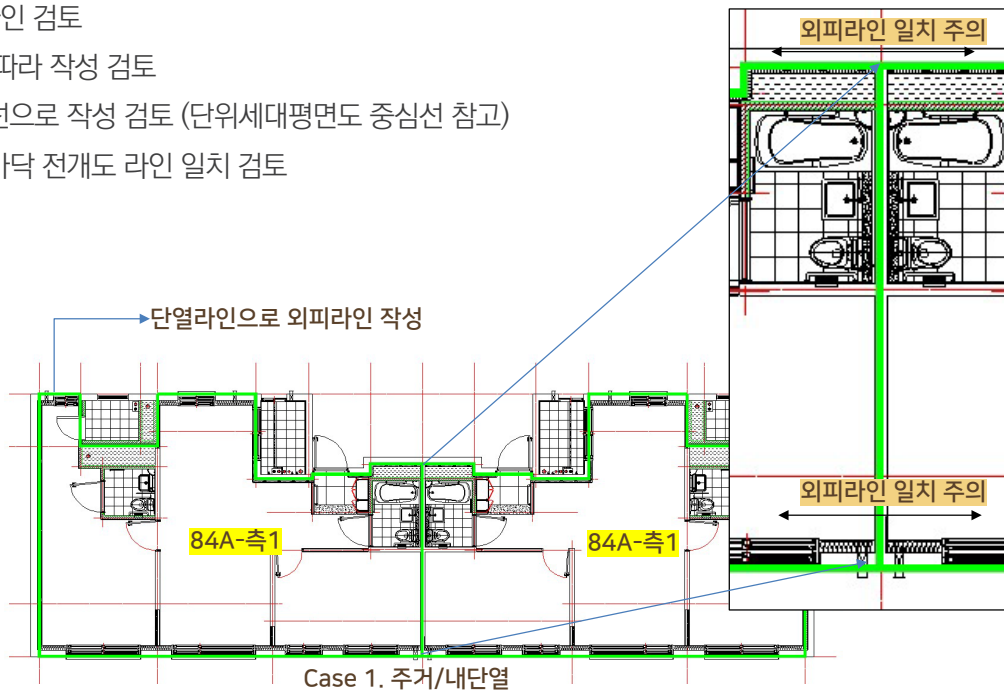 인 검토
따라 작성 검토
선으로 작성 검토 (단위세대평면도 중심선 참고)
바닥 전개도 라인 일치 검토
외피라인 일치 주의
단열라인으로 외피라인 작성
외피라인 일치 주의
84A-측1
84A-측1
Case 1. 주거/내단열